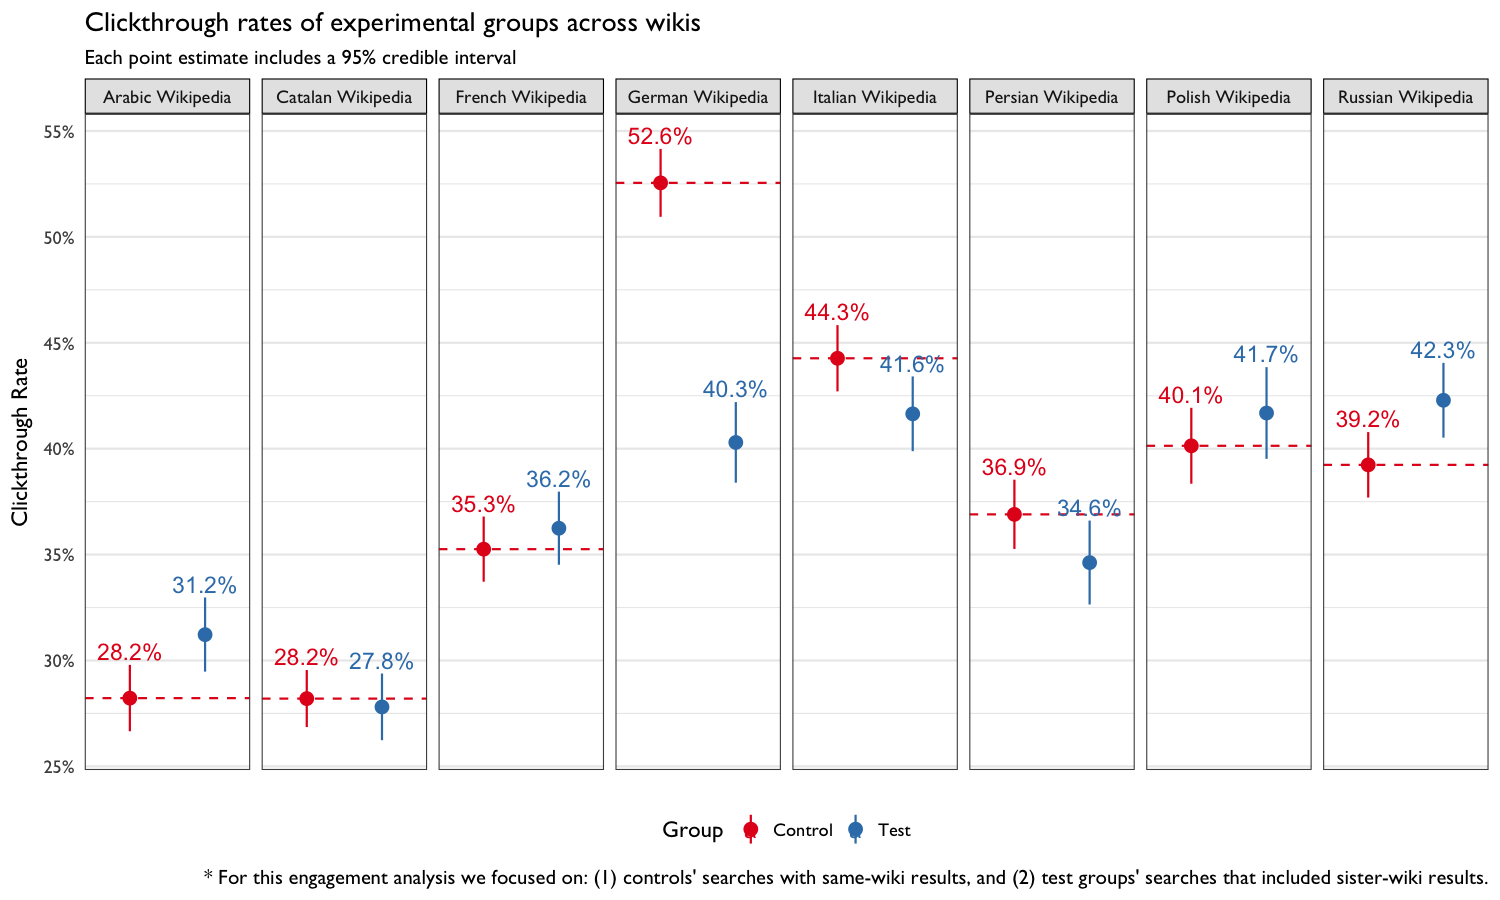 Clickthrough rates of experimental groups across wikis
Each point estimate includes a 95% credible interval
Arabic Wikipedia
Catalan Wikipedia
French Wikipedia
German Wikipedia
Italian Wikipedia
Persian Wikipedia
Polish Wikipedia
Russian Wikipedia
Clickthrough Rate
55%
50%
45%
40%
35%
30%
25%
28.2%
31.2%
28.2%
27.8%
35.3%
36.2%
52.6%
40.3%
44.3%
41.6%
36.9%
34.6%
40.1%
41.7%
39.2%
42.3%
Group Control Test
* For this engagement analysis we focused on: (1) controls' searches with same-wiki results, and (2) test groups' searches that included sister-wiki results.